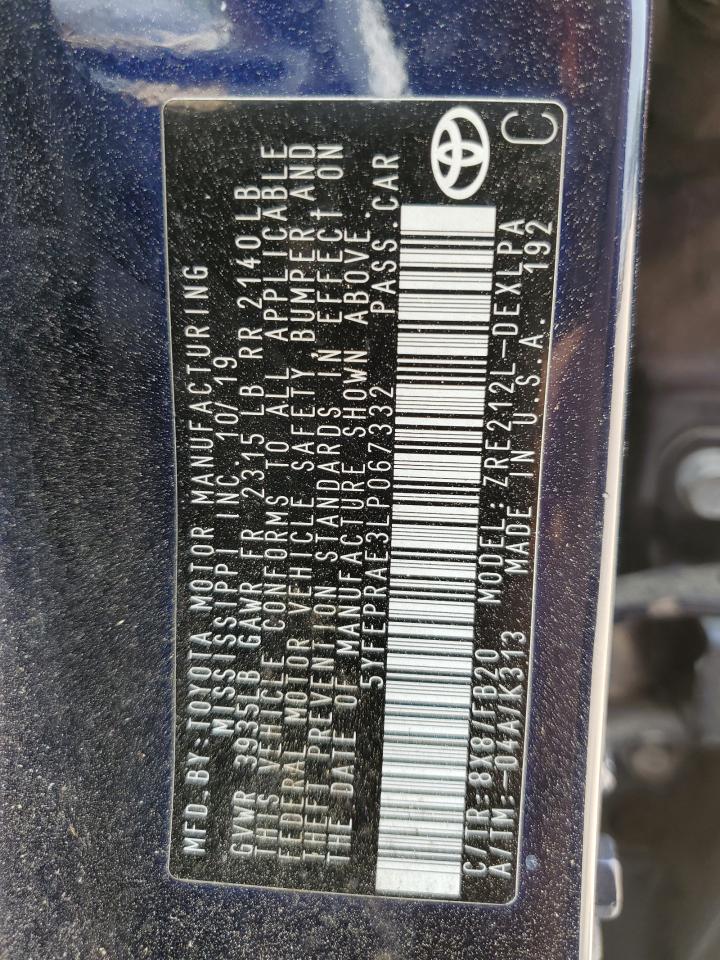 MFD.BY:TOYOTA MOTOR MANUFACTURING
MISSISSIPPI INC. 10/19
GVWR 3935LB GAWR FR 2315 LB RR 2140LB
THIS VEHICLE CONFORMS TO ALL APPLICABLE
FEDERAL MOTOR VEHICLE SAFETY, BUMPER, AND
THEFT PREVENTION STANDARDS IN EFFECT ON
THE DATE OF MANUFACTURE SHOWN ABOVE.
5YFEPRAE3LP067332 PASS.CAR
C/TR:8X8/FB20 MODEL:ZRE212L-DEXLPA
A/TM:-04A/K313 MADE IN U.S.A. 192
C